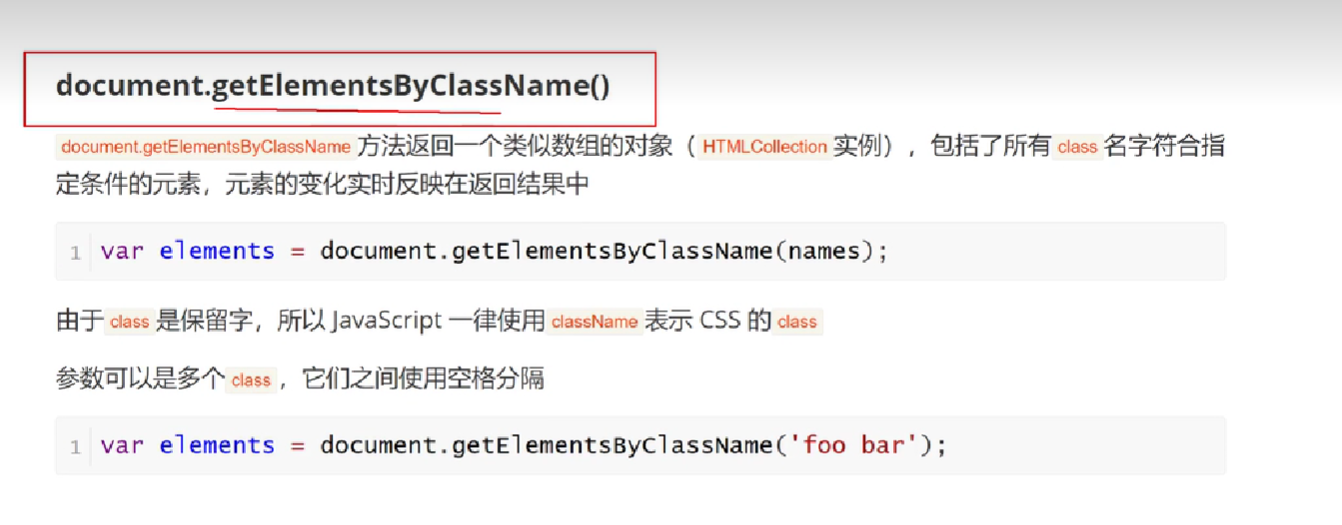 document.getElementsByClassName()
document.getElementsByClassName 方法返回一个类似数组的对象（ HTMLCollection 实例），包括了所有 class 名字符合指
定条件的元素，元素的变化实时反映在返回结果中
1 var elements = document.getElementsByClassName(names);
由于 class 是保留字，所以 JavaScript 一律使用 className 表示 CSS 的 class
参数可以是多个 class ，它们之间使用空格分隔
1 var elements = document.getElementsByClassName('foo bar');